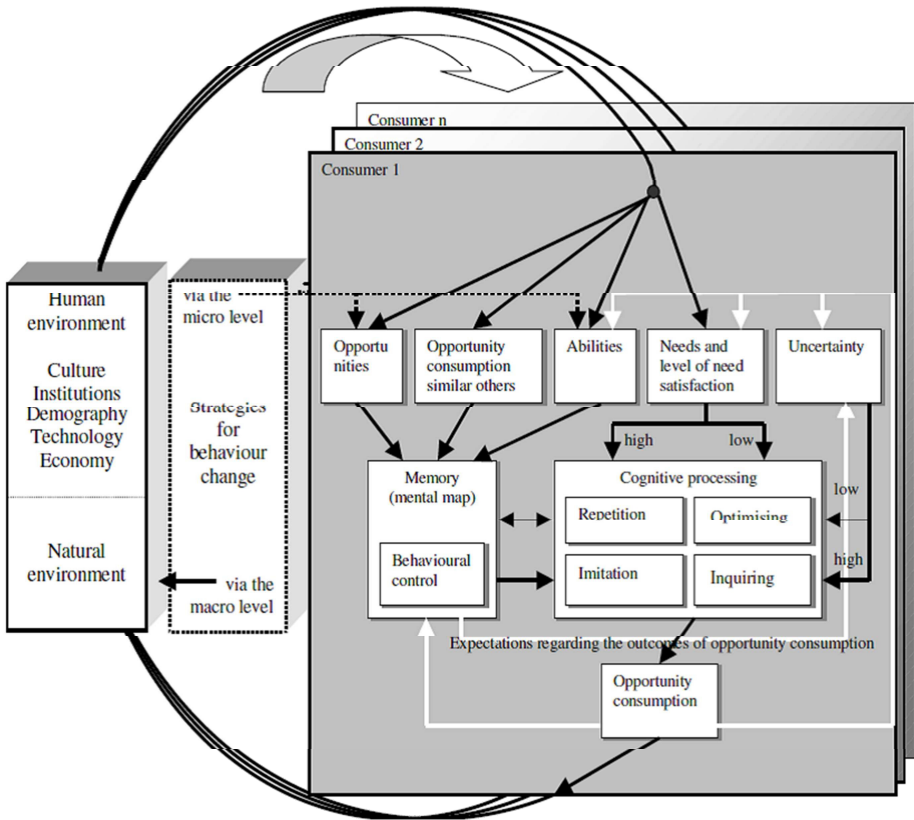 Consumer n
Consumer 2
Consumer 1
Human
environment
Culture
Institutions
Demography
Technology
Economy
Natural
environment
via the
micro level
Strategies
for
behaviour
change
via the
macro level
Opportu
nities
Opportunity
consumption
similar others
Abilities
Needs and
level of need
satisfaction
Uncertainty
high
low
Memory
(mental map)
Behavioural
control
Cognitive processing
Repetition
Optimising
Imitation
Inquiring
low
high
Expectations regarding the outcomes of opportunity consumption
Opportunity
consumption